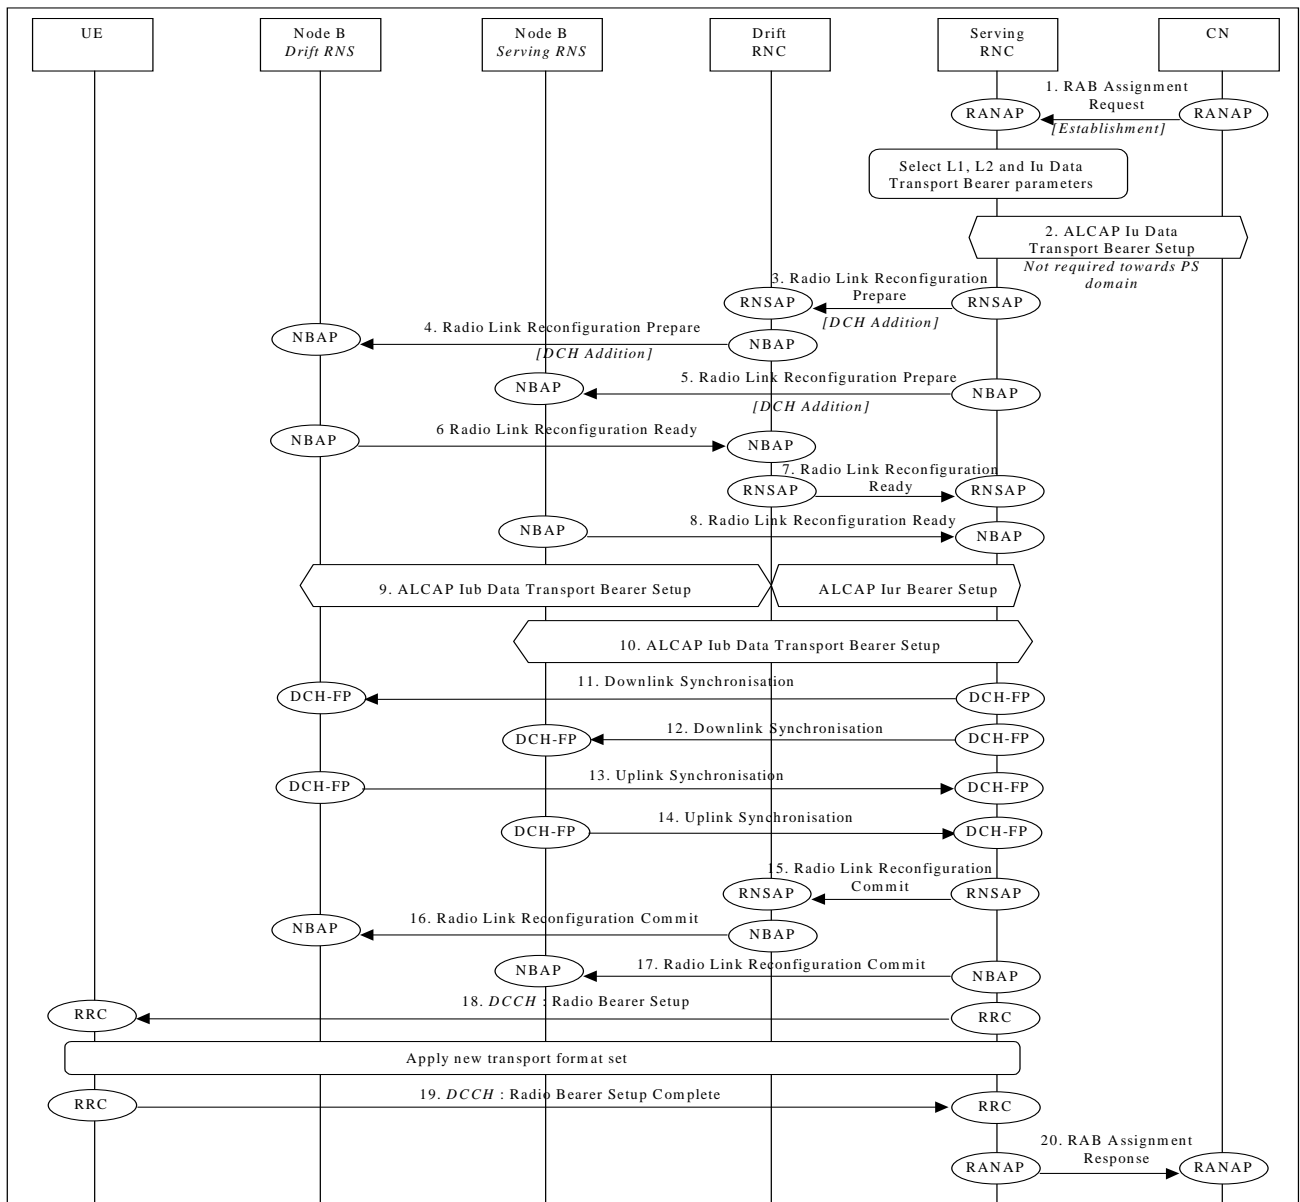 UE
Node B
Drift RNS
Node B
Serving RNS
Drift
RNC
Serving
RNC
CN
1. RAB Assignment
Request
RANAP
RANAP
[Establishment]
Select L1, L2 and Iu Data
Transport Bearer parameters
2. ALCAP Iu Data
Transport Bearer Setup
Not required towards PS
domain
3. Radio Link Reconfiguration
Prepare
RNSAP
RNSAP
[DCH Addition]
4. Radio Link Reconfiguration Prepare
NBAP
NBAP
[DCH Addition]
5. Radio Link Reconfiguration Prepare
NBAP
NBAP
[DCH Addition]
6 Radio Link Reconfiguration Ready
NBAP
NBAP
7. Radio Link Reconfiguration
Ready
RNSAP
RNSAP
8. Radio Link Reconfiguration Ready
NBAP
NBAP
9. ALCAP Iub Data Transport Bearer Setup
ALCAP Iur Bearer Setup
10. ALCAP Iub Data Transport Bearer Setup
11. Downlink Synchronisation
DCH-FP
DCH-FP
12. Downlink Synchronisation
DCH-FP
DCH-FP
13. Uplink Synchronisation
DCH-FP
DCH-FP
14. Uplink Synchronisation
DCH-FP
DCH-FP
15. Radio Link Reconfiguration
Commit
RNSAP
RNSAP
16. Radio Link Reconfiguration Commit
NBAP
NBAP
17. Radio Link Reconfiguration Commit
NBAP
NBAP
18. DCCH : Radio Bearer Setup
RRC
RRC
Apply new transport format set
19. DCCH : Radio Bearer Setup Complete
RRC
RRC
20. RAB Assignment
Response
RANAP
RANAP